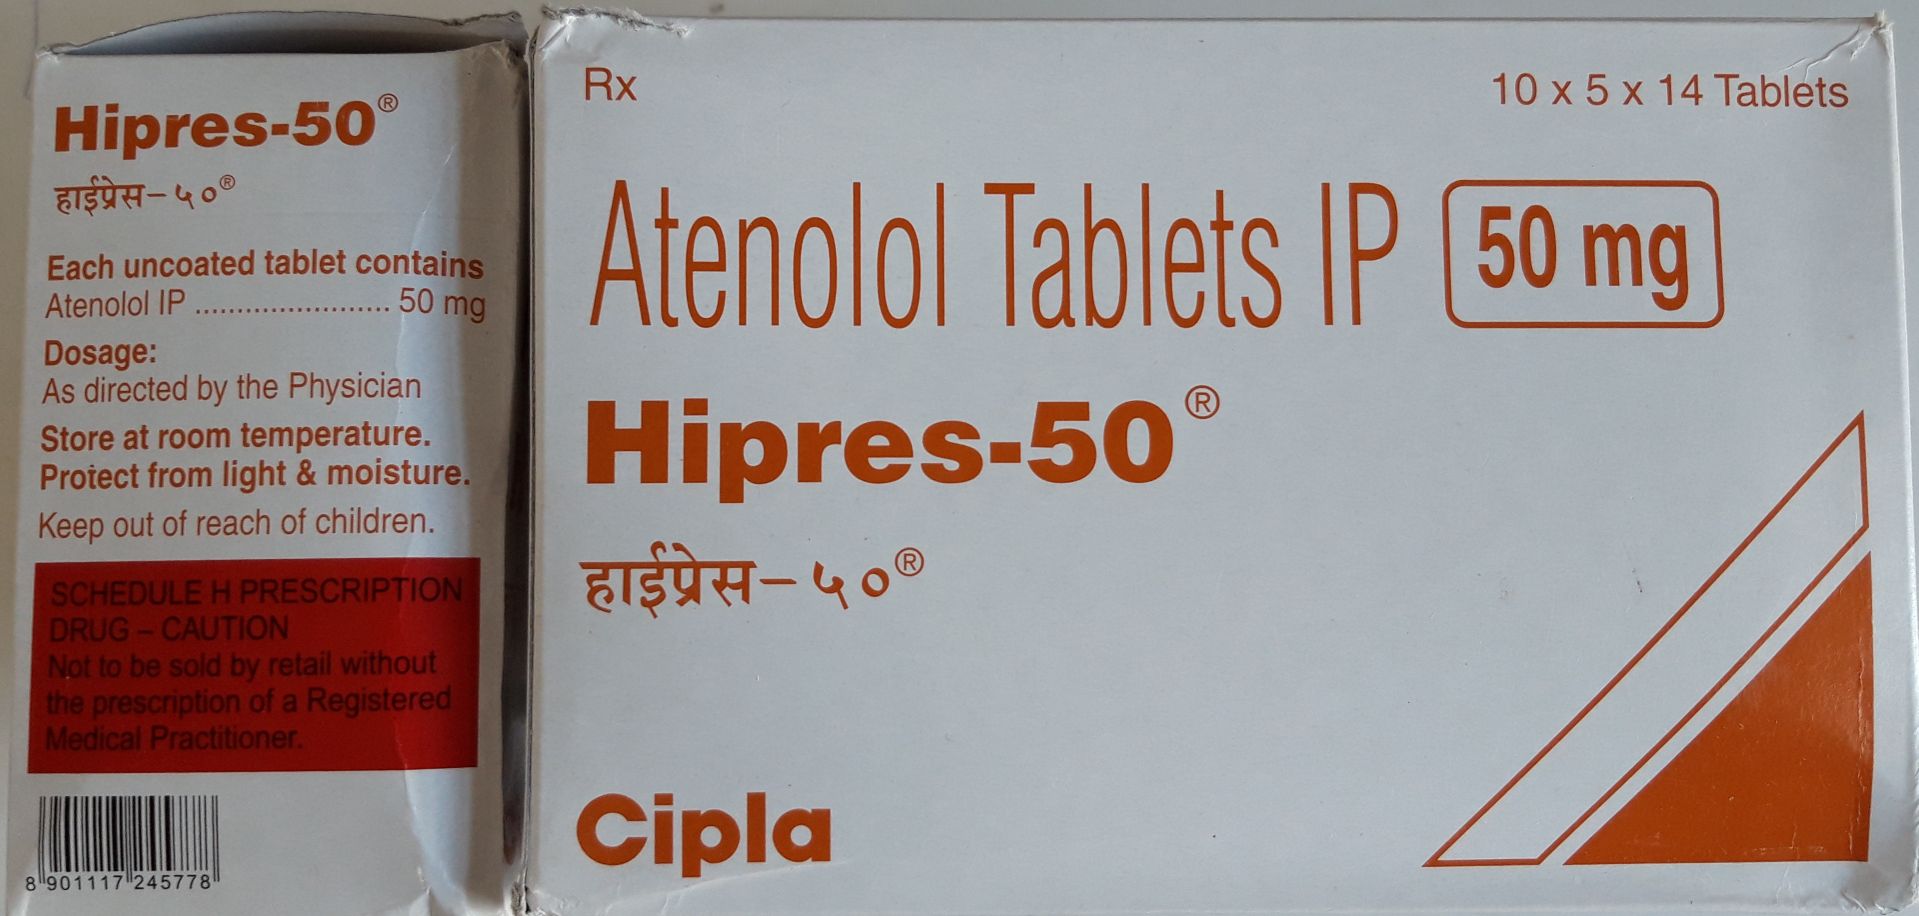 Hipres-50®
हाईप्रेस-५०®
Each uncoated tablet contains
Atenolol IP ....................... 50 mg
Dosage:
As directed by the Physician
Store at room temperature.
Protect from light & moisture.
Keep out of reach of children.
SCHEDULE H PRESCRIPTION
DRUG – CAUTION
Not to be sold by retail without
the prescription of a Registered
Medical Practitioner.
8 901117 245778
Rx
10 x 5 x 14 Tablets
Atenolol Tablets IP 50 mg
Hipres-50®
हाईप्रेस-५०®
Cipla